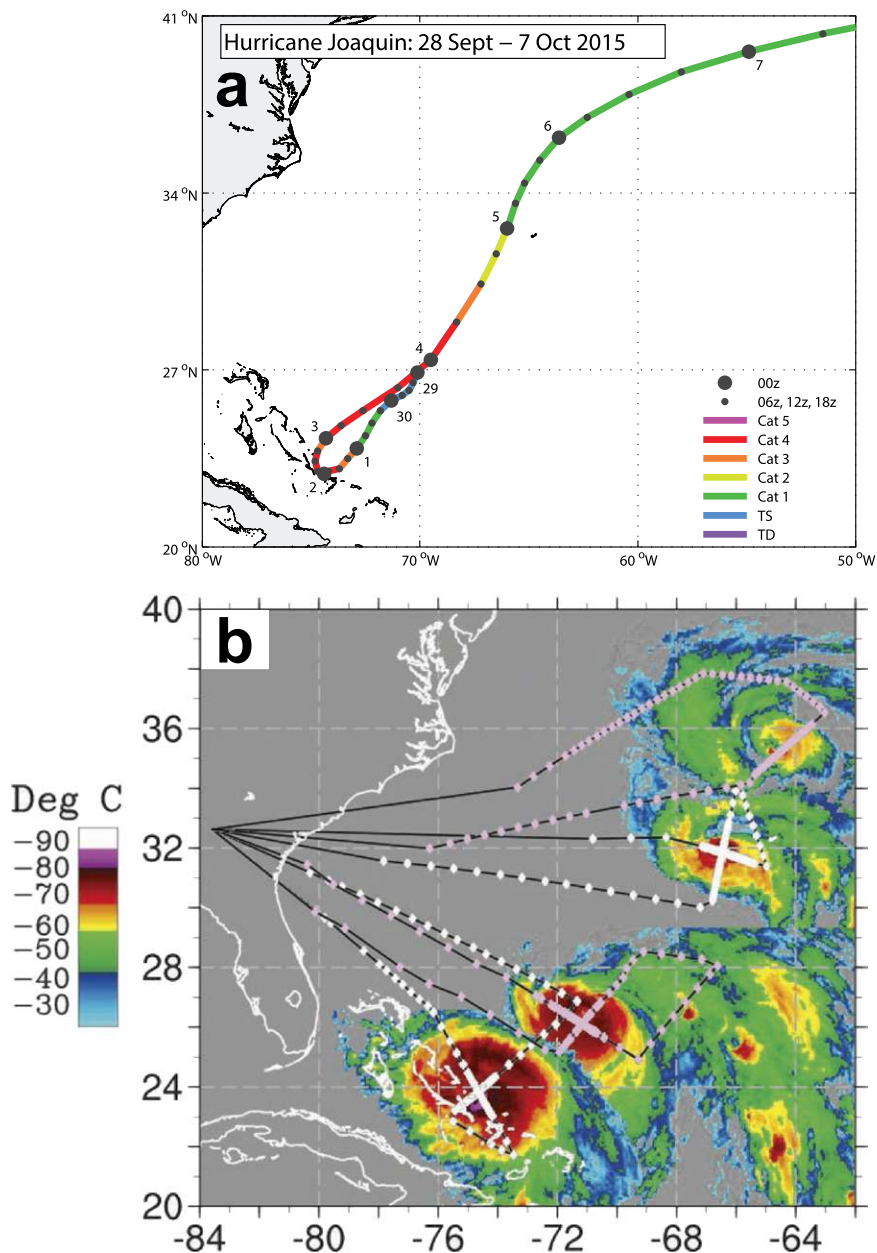 Hurricane Joaquin: 28 Sept – 7 Oct 2015
a
41 °N
34 °N
27 °N
20 °N
80 °W
70 °W
60 °W
50 °W
7
6
5
4
29
30
3
1
2
00z
06z, 12z, 18z
Cat 5
Cat 4
Cat 3
Cat 2
Cat 1
TS
TD
b
40
36
32
28
24
20
-84
-80
-76
-72
-68
-64
Deg C
−90
−80
−70
−60
−50
−40
−30